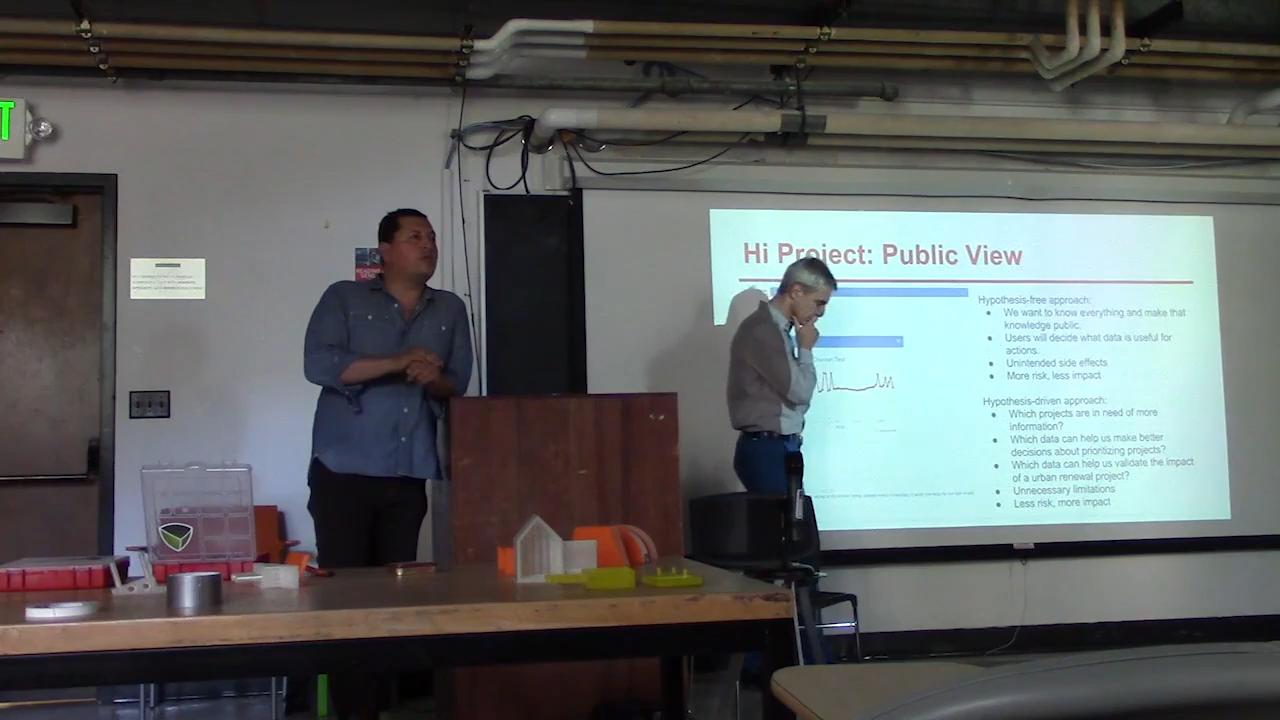 T
READING
Hi Project: Public View
Hypothesis-free approach:
We want to know everything and make that
knowledge public.
Users will decide what data is useful for
actions.
Unintended side effects
More risk, less impact
Hypothesis-driven approach:
Which projects are in need of more
information?
Which data can help us make better
decisions about prioritizing projects?
Which data can help us validate the impact
of a urban renewal project?
Unnecessary limitations
Less risk, more impact